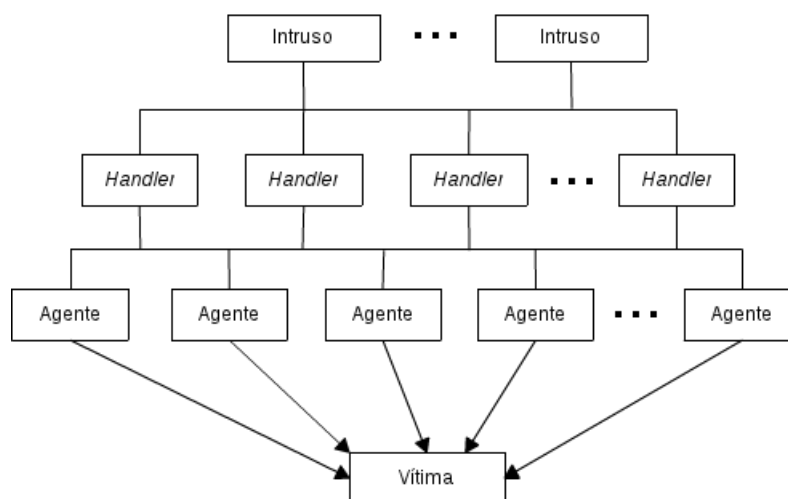 Intruso
Intruso
Handler
Handler
Handler
Handler
Agente
Agente
Agente
Agente
Agente
Vítima